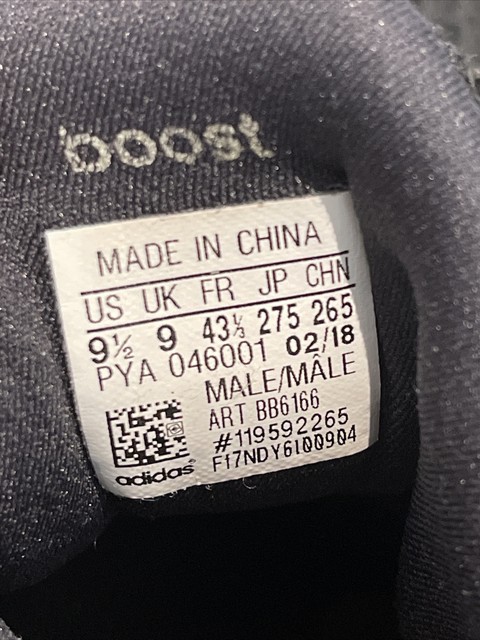 boost
MADE IN CHINA
US UK FR JP CHN
9½ 9 43⅓ 275 265
PYA 046001 02/18
MALE/MÂLE
ART BB6166
#119592265
F17NDY6I00904
adidas